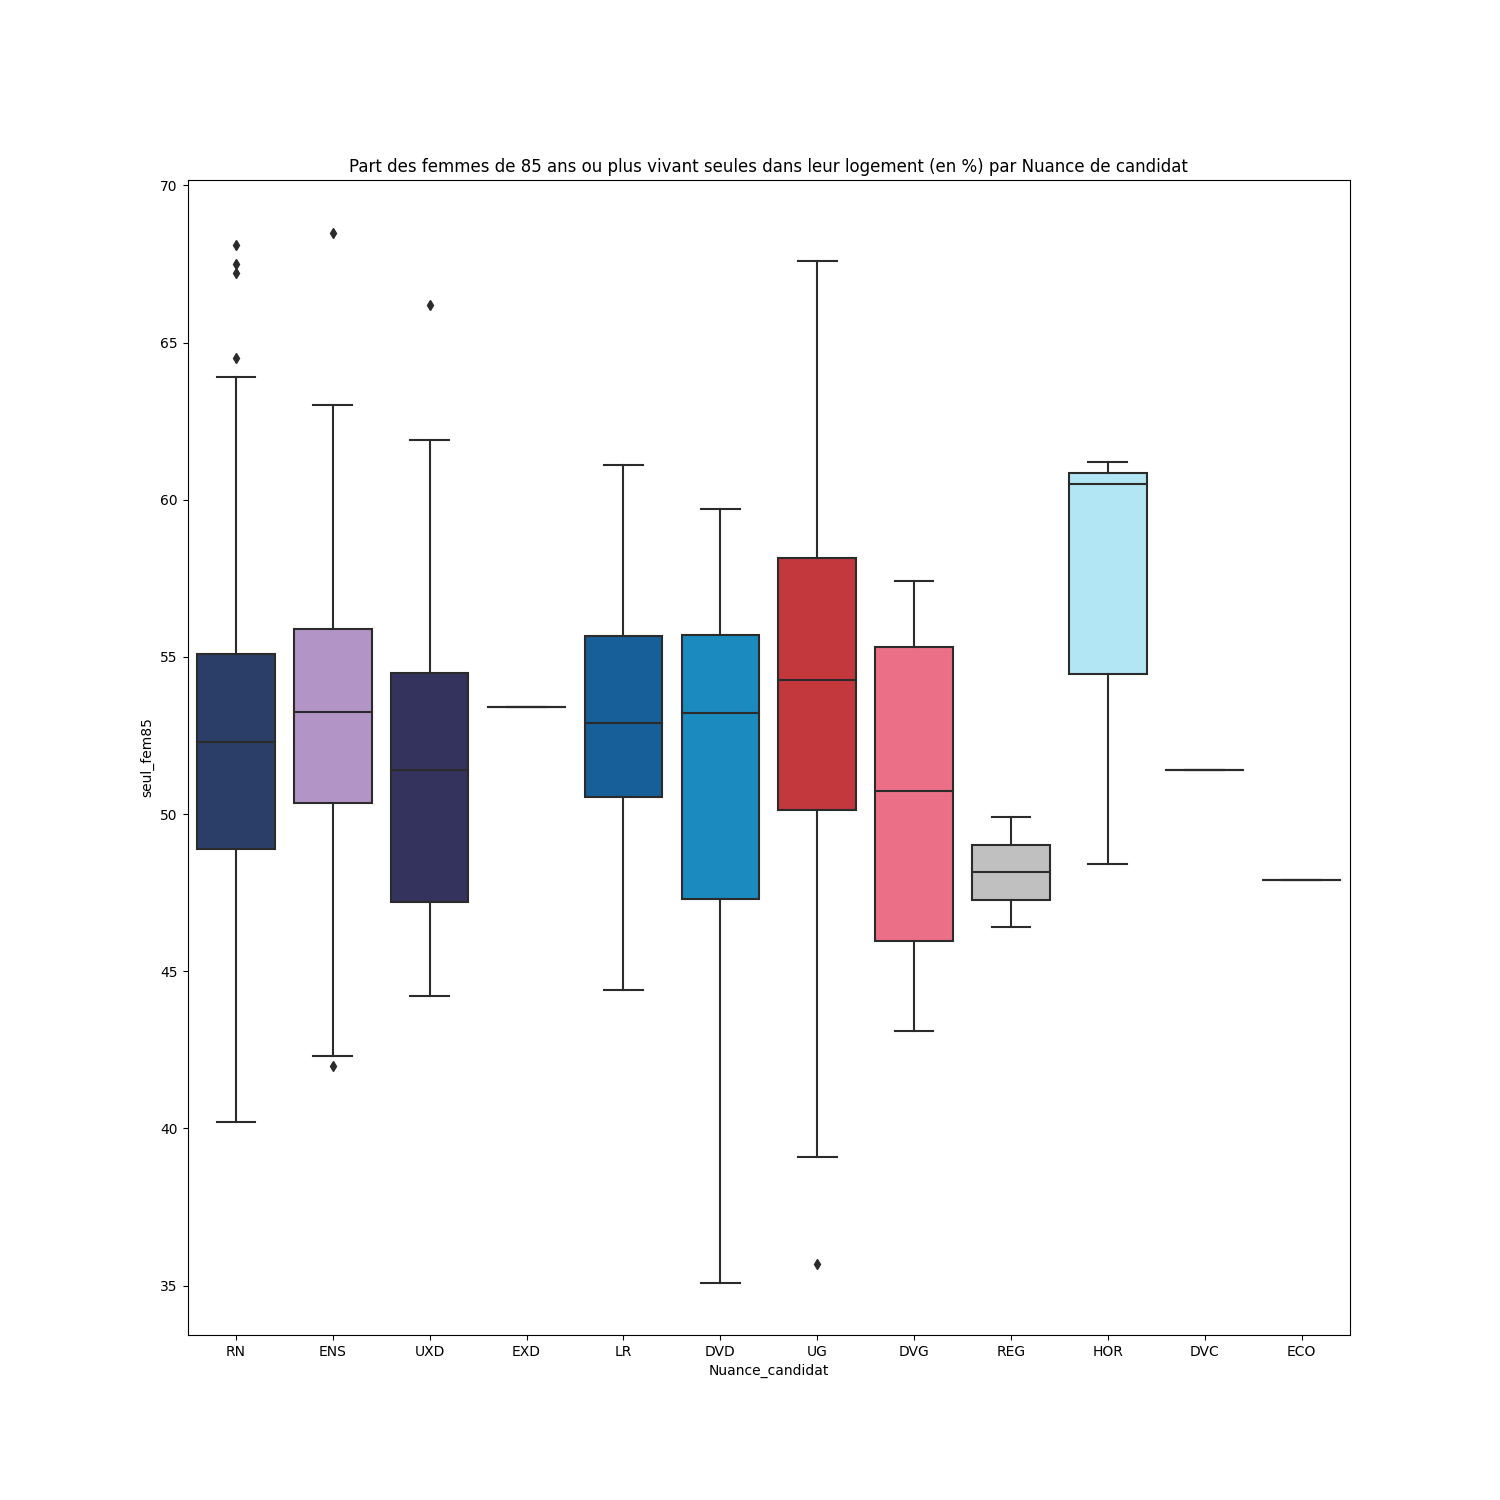 Part des femmes de 85 ans ou plus vivant seules dans leur logement (en %) par Nuance de candidat
70
65
60
55
50
45
40
35
seul_fem85
RN ENS UXD EXD LR DVD UG DVG REG HOR DVC ECO
Nuance_candidat